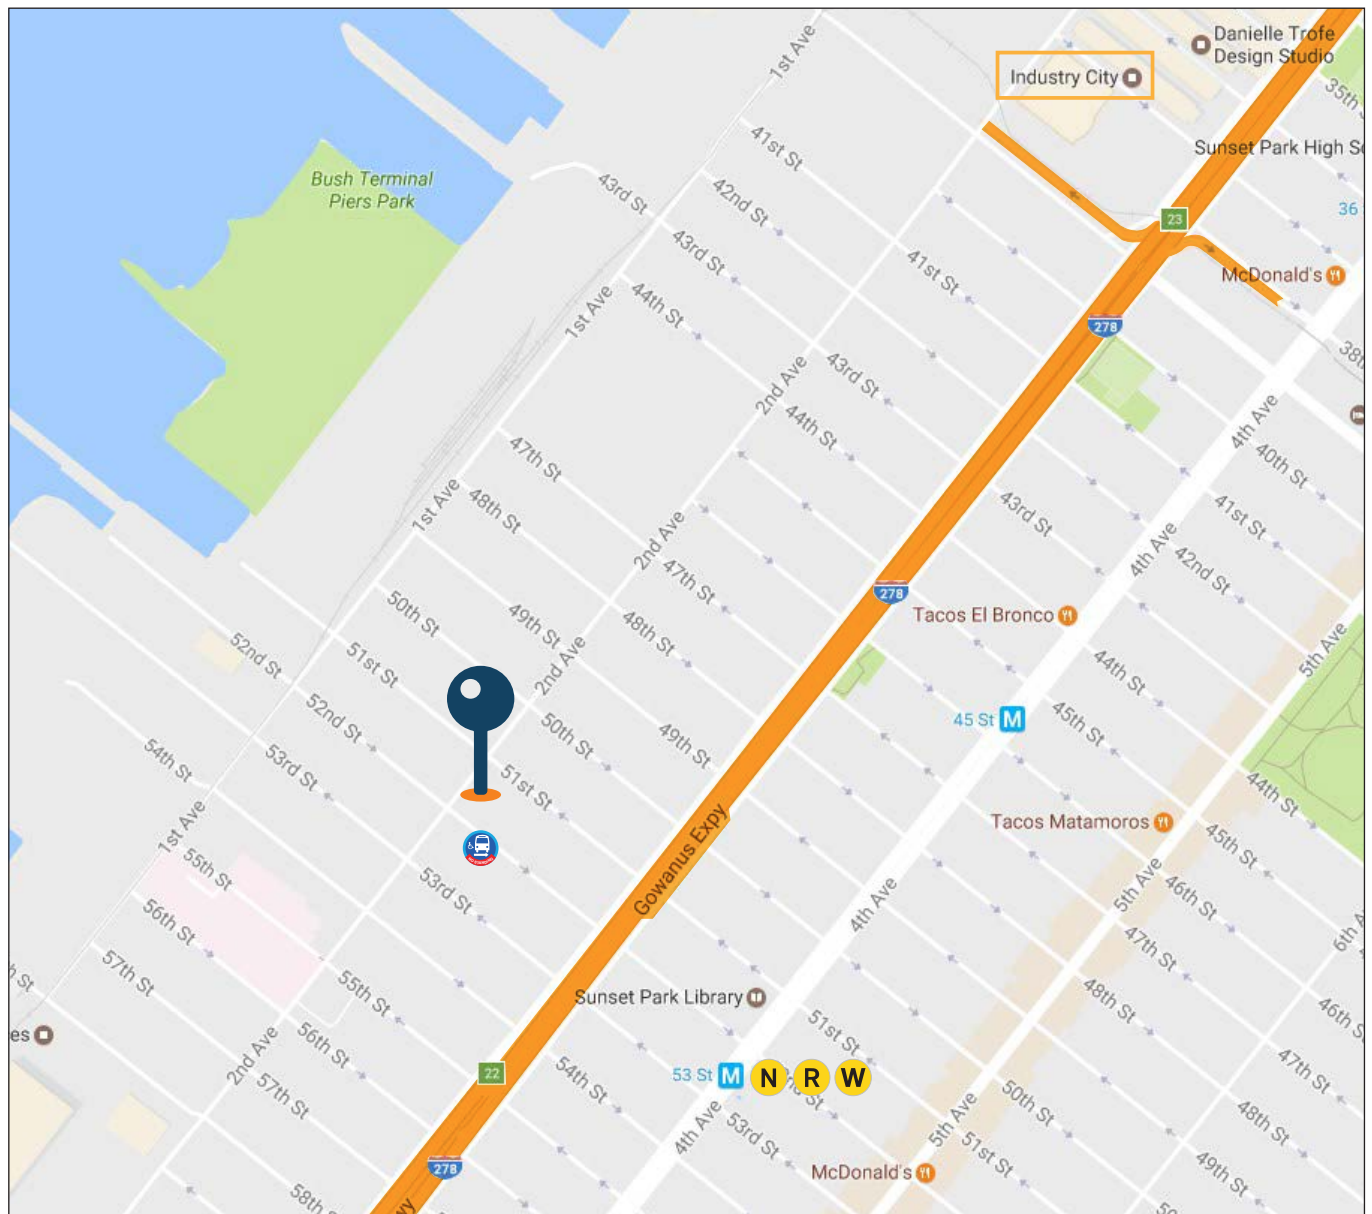 1st Ave
Danielle Trofe
Design Studio
Industry City
35th
41st St
Sunset Park High
Bush Terminal
Piers Park
43rd St
42nd St
36
23
43rd St
41st St
McDonald's
44th St
1st Ave
278
38th
43rd St
2nd Ave
44th St
4th Ave
47th St
40th St
1st Ave
48th St
43rd St
41st St
2nd Ave
4th Ave
42nd St
47th St
278
50th St
49th St
48th St
Tacos El Bronco
52nd St
51st St
2nd Ave
5th Ave
44th St
52nd St
50th St
49th St
45 St M
45th St
54th St
53rd St
51st St
44th St
1st Ave
Gowanus Expy
Tacos Matamoros
45th St
55th St
53rd St
4th Ave
5th Ave
46th St
56th St
6th A
47th St
57th St
h St
55th St
Sunset Park Library
48th St
46th St
es
2nd Ave
56th St
51st St
47th St
22
54th St
53 St M N R W
nd St
57th St
50th St
4th Ave
53rd St
5th Ave
48th St
51st St
278
McDonald's
49th St
58th
wy
50